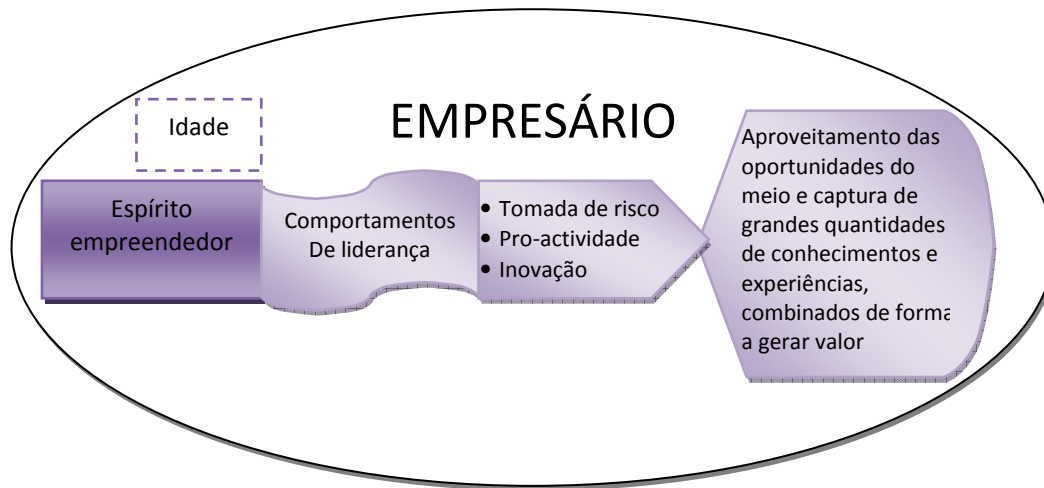 EMPRESÁRIO
Idade
Espírito
empreendedor
Comportamentos
De liderança
• Tomada de risco
• Pro-actividade
• Inovação
Aproveitamento das
oportunidades do
meio e captura de
grandes quantidades
de conhecimentos e
experiências,
combinados de forma
a gerar valor